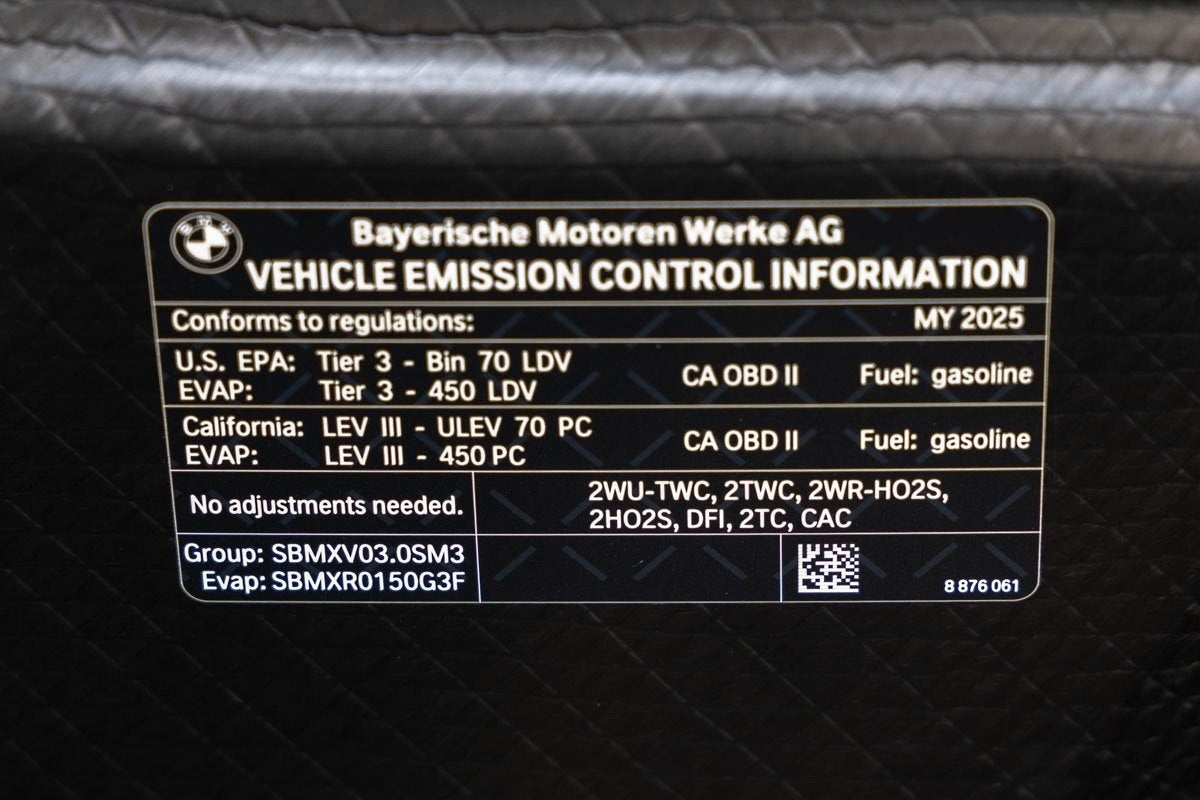 BMW
Bayerische Motoren Werke AG
VEHICLE EMISSION CONTROL INFORMATION
Conforms to regulations: MY 2025
U.S. EPA: Tier 3 - Bin 70 LDV CA OBD II Fuel: gasoline
EVAP: Tier 3 - 450 LDV
California: LEV III - ULEV 70 PC CA OBD II Fuel: gasoline
EVAP: LEV III - 450 PC
No adjustments needed.
2WU-TWC, 2TWC, 2WR-HO2S,
2HO2S, DFI, 2TC, CAC
Group: SBMXV03.0SM3
Evap: SBMXR0150G3F
8 876 061